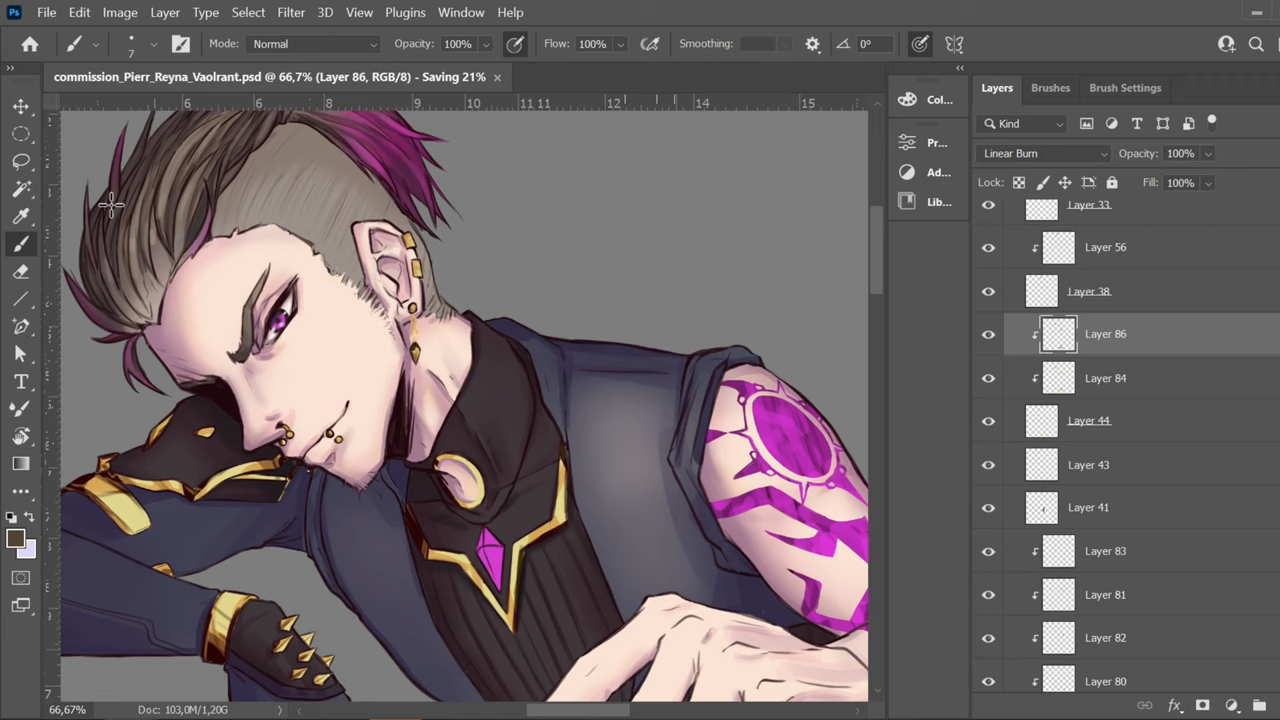 Ps File Edit Image Layer Type Select Filter 3D View Plugins Window Help
7 Mode: Normal Opacity: 100% Flow: 100% Smoothing: 0°
commission_Pierr_Reyna_Vaolrant.psd @ 66,7% (Layer 86, RGB/8) - Saving 21% ×
6 6 8 9 10 11 11 12 14 15
Layers Brushes Brush Settings
Col...
Kind
Pr...
Linear Burn Opacity: 100%
Ad...
Lock: Fill: 100%
Lib...
Layer 33
Layer 56
Layer 38
Layer 86
Layer 84
Layer 44
Layer 43
Layer 41
Layer 83
Layer 81
Layer 82
Layer 80
66,67% Doc: 103,0M/1,20G